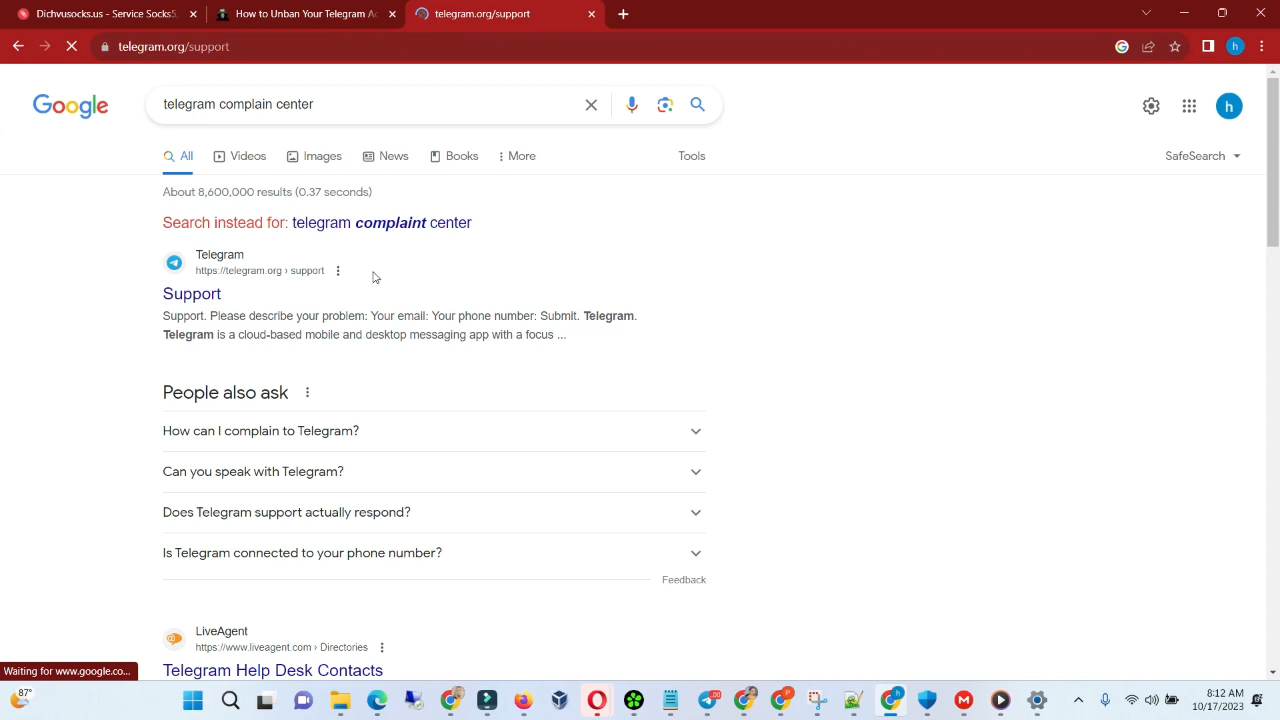 Dichvusocks.us - Service Socks5
How to Unban Your Telegram Ac
telegram.org/support
telegram.org/support
h
Google
telegram complain center
h
All
Videos
Images
News
Books
More
Tools
SafeSearch
About 8,600,000 results (0.37 seconds)
Search instead for: telegram complaint center
Telegram
https://telegram.org › support
Support
Support. Please describe your problem: Your email: Your phone number: Submit. Telegram.
Telegram is a cloud-based mobile and desktop messaging app with a focus ...
People also ask
How can I complain to Telegram?
Can you speak with Telegram?
Does Telegram support actually respond?
Is Telegram connected to your phone number?
Feedback
LiveAgent
https://www.liveagent.com › Directories
Telegram Help Desk Contacts
Waiting for www.google.co...
87°
8:12 AM
10/17/2023